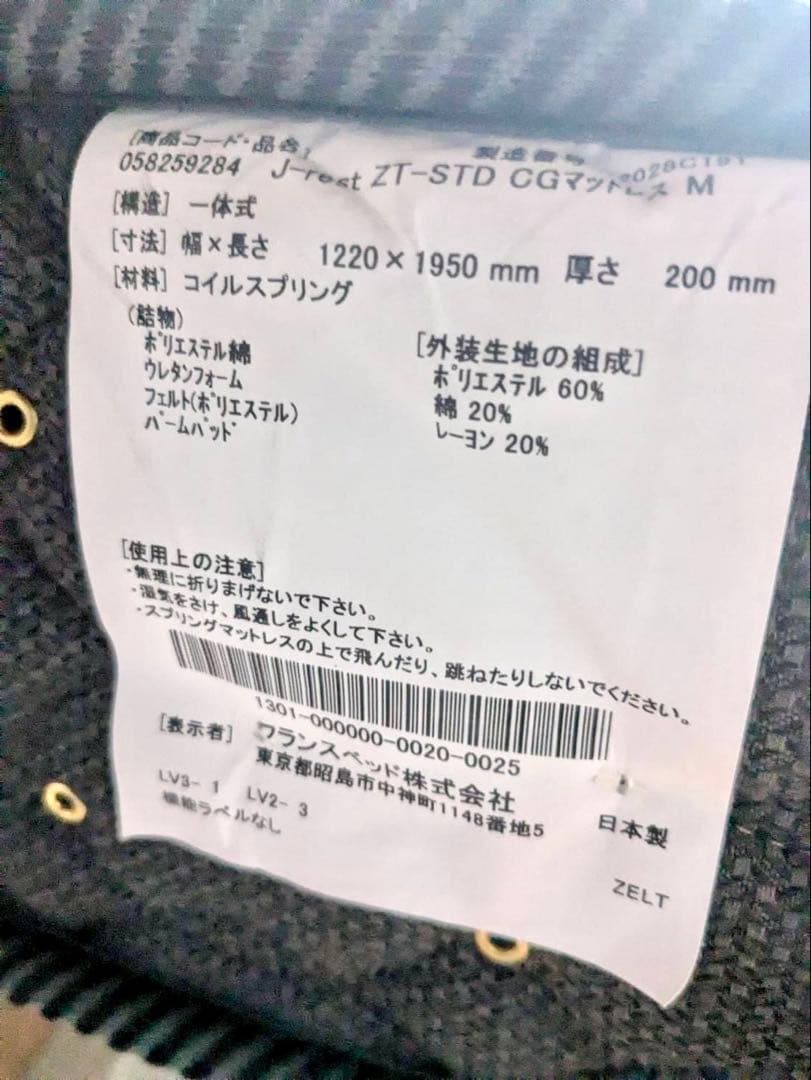 [商品コード・品名] 製造番号
058259284 J-rest ZT-STD CGマットレス M
[構造] 一体式
[寸法] 幅×長さ 1220×1950 mm 厚さ 200 mm
[材料] コイルスプリング
(詰物)
ポリエステル綿
ウレタンフォーム
フェルト(ポリエステル)
パームパッド
[外装生地の組成]
ポリエステル 60%
綿 20%
レーヨン 20%
[使用上の注意]
・無理に折りまげないで下さい。
・湿気をさけ、風通しをよくして下さい。
・スプリングマットレスの上で飛んだり、跳ねたりしないでください。
1301-000000-0020-0025
[表示者] フランスベッド株式会社
東京都昭島市中神町1148番地5
日本製
LV3- 1 LV2- 3
機能ラベルなし
ZELT